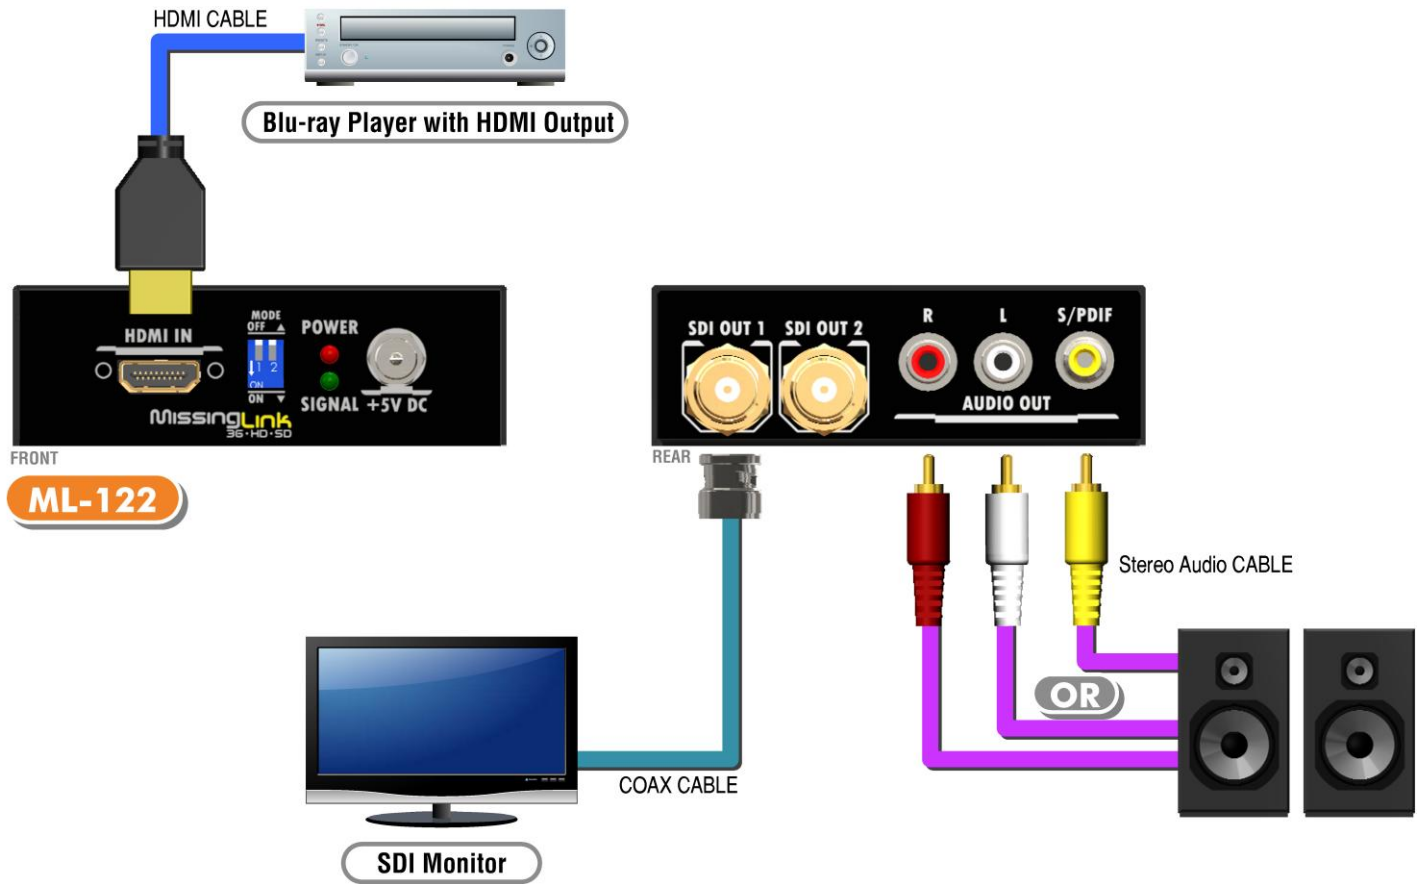 HDMI CABLE
Blu-ray Player with HDMI Output
HDMI IN
MODE
OFF ▲
↓1 2
ON
ON ▼
POWER
SIGNAL
+5V DC
MissingLink
3G•HD•SD
FRONT
ML-122
SDI OUT 1
SDI OUT 2
R
L
S/PDIF
AUDIO OUT
REAR
Stereo Audio CABLE
OR
COAX CABLE
SDI Monitor